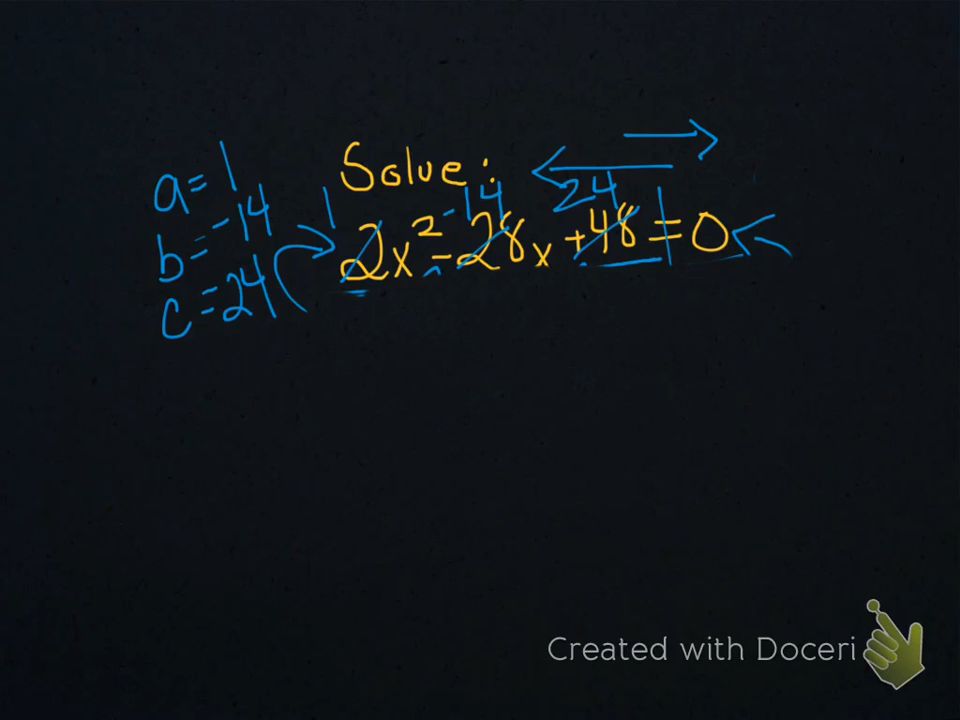 a=1
b=-14
c=24
Solve:
1 -14 24
2x²-28x+48=0
Created with Doceri